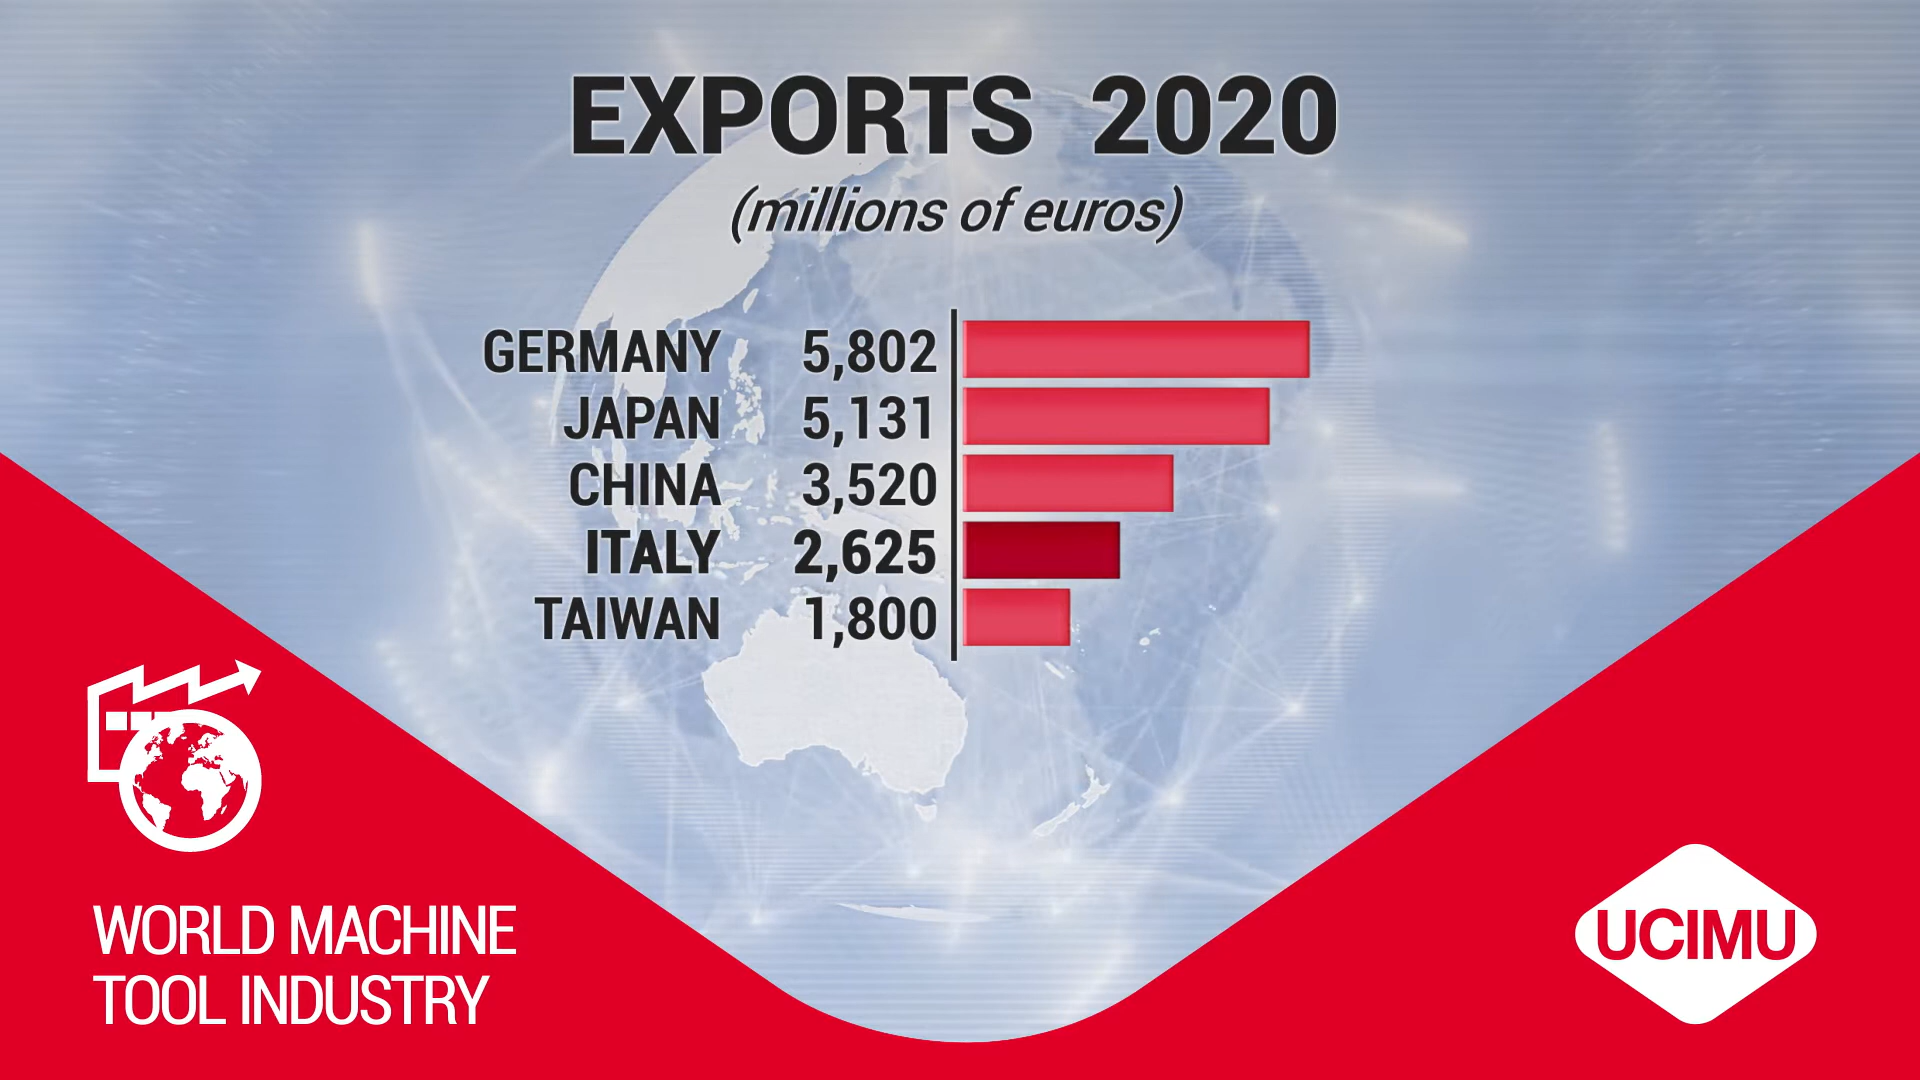 EXPORTS 2020
(millions of euros)
GERMANY 5,802
JAPAN 5,131
CHINA 3,520
ITALY 2,625
TAIWAN 1,800
WORLD MACHINE
TOOL INDUSTRY
UCIMU